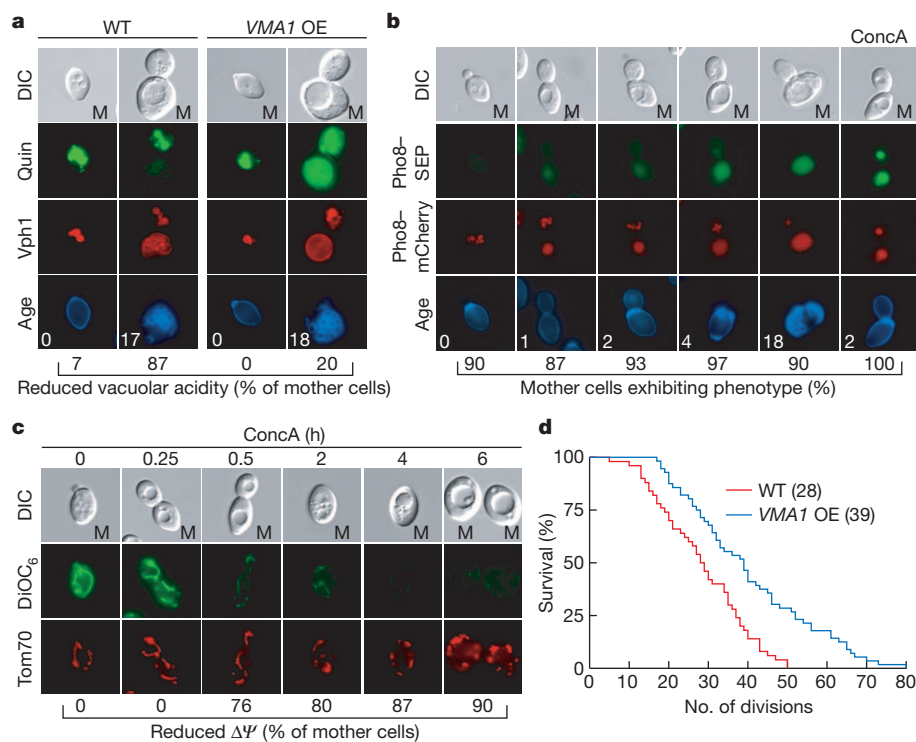 a
WT
VMA1 OE
DIC
M
M
M
M
Quin
Vph1
Age
0
17
0
18
7
87
0
20
Reduced vacuolar acidity (% of mother cells)
b
ConcA
DIC
M
M
M
M
M
M
Pho8–
SEP
Pho8–
mCherry
Age
0
1
2
4
18
2
90
87
93
97
90
100
Mother cells exhibiting phenotype (%)
c
ConcA (h)
0
0.25
0.5
2
4
6
DIC
M
M
M
M
M
M
M
DiOC6
Tom70
0
0
76
80
87
90
Reduced ΔΨ (% of mother cells)
d
100
75
50
25
0
Survival (%)
WT (28)
VMA1 OE (39)
0 10 20 30 40 50 60 70 80
No. of divisions